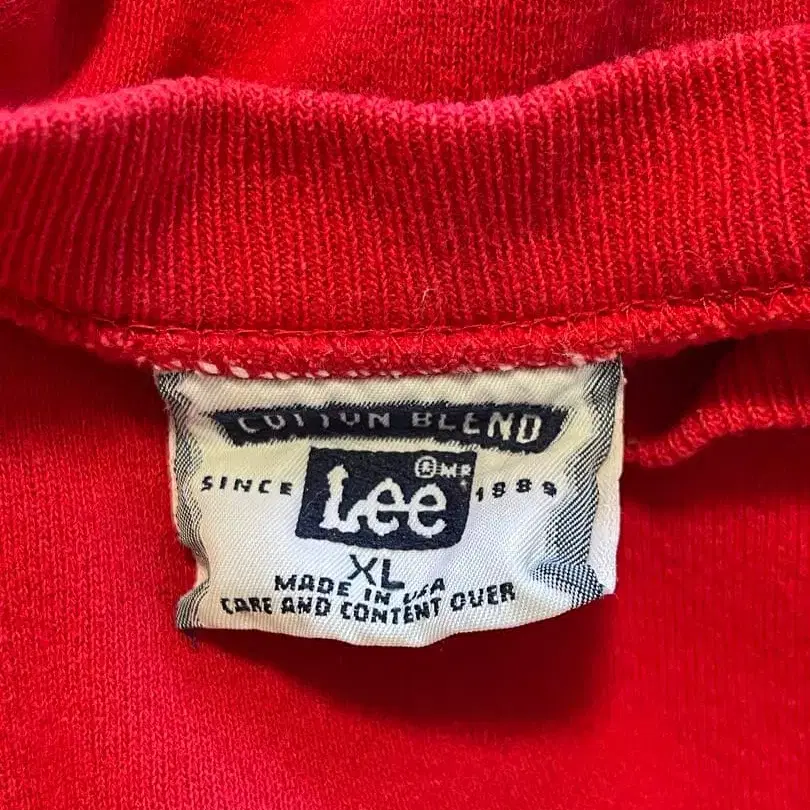 COTTON BLEND
® MR
SINCE Lee 1889
XL
MADE IN USA
CARE AND CONTENT OVER